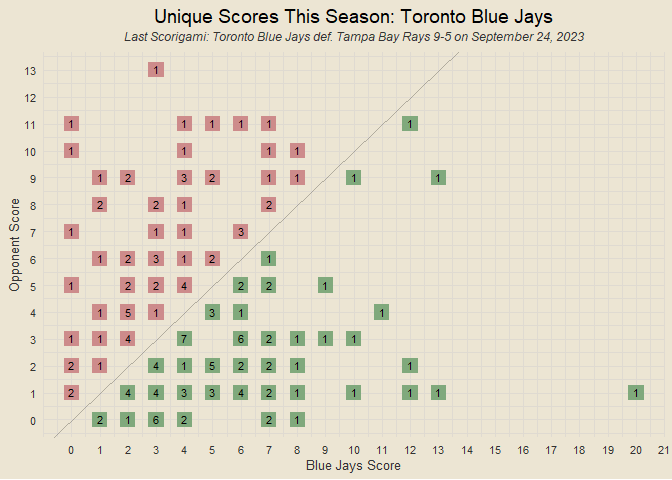 Unique Scores This Season: Toronto Blue Jays
Last Scorigami: Toronto Blue Jays def. Tampa Bay Rays 9-5 on September 24, 2023
13 1
12
11 1 1 1 1 1 1
10 1 1 1 1
9 1 2 3 2 1 1 1 1
8 2 2 1 2
7 1 1 1 3
6 1 2 3 1 2 1
5 1 2 2 4 2 2 1
4 1 5 1 3 1 1
3 1 1 4 7 6 2 1 1 1
2 2 1 4 1 5 2 2 1 1
1 2 4 4 3 3 4 2 1 1 1 1 1
0 2 1 6 2 2 1
Opponent Score
0 1 2 3 4 5 6 7 8 9 10 11 12 13 14 15 16 17 18 19 20 21
Blue Jays Score